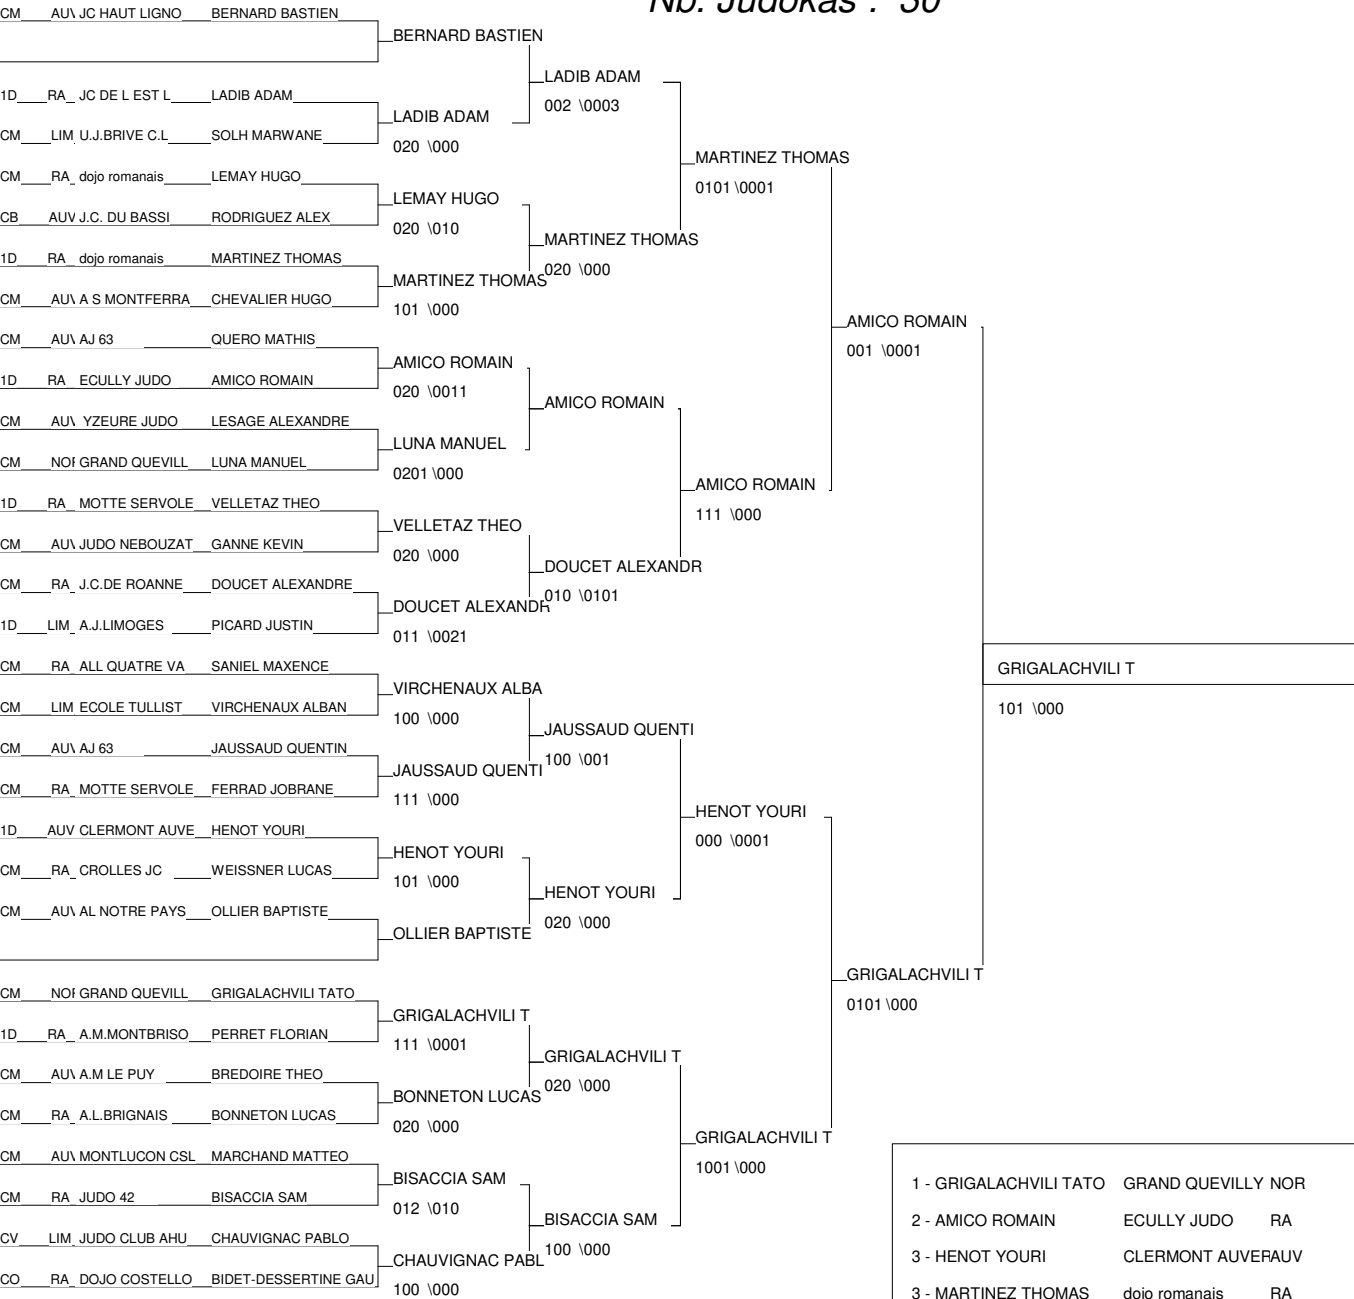 Nb. Judokas : 30
CM AUV JC HAUT LIGNO BERNARD BASTIEN
BERNARD BASTIEN
LADIB ADAM
002 \0003
1D RA JC DE L EST L LADIB ADAM
LADIB ADAM
020 \000
CM LIM U.J.BRIVE C.L SOLH MARWANE
MARTINEZ THOMAS
0101 \0001
CM RA dojo romanais LEMAY HUGO
LEMAY HUGO
020 \010
CB AUV J.C. DU BASSI RODRIGUEZ ALEX
MARTINEZ THOMAS
020 \000
1D RA dojo romanais MARTINEZ THOMAS
MARTINEZ THOMAS
101 \000
CM AUV A S MONTFERRA CHEVALIER HUGO
AMICO ROMAIN
001 \0001
CM AUV AJ 63 QUERO MATHIS
AMICO ROMAIN
020 \0011
1D RA ECULLY JUDO AMICO ROMAIN
AMICO ROMAIN
CM AUV YZEURE JUDO LESAGE ALEXANDRE
LUNA MANUEL
0201 \000
CM NOR GRAND QUEVILL LUNA MANUEL
AMICO ROMAIN
111 \000
1D RA MOTTE SERVOLE VELLETAZ THEO
VELLETAZ THEO
020 \000
CM AUV JUDO NEBOUZAT GANNE KEVIN
DOUCET ALEXANDR
010 \0101
CM RA J.C.DE ROANNE DOUCET ALEXANDRE
DOUCET ALEXANDR
011 \0021
1D LIM A.J.LIMOGES PICARD JUSTIN
GRIGALACHVILI T
101 \000
CM RA ALL QUATRE VA SANIEL MAXENCE
VIRCHENAUX ALBA
100 \000
CM LIM ECOLE TULLIST VIRCHENAUX ALBAN
JAUSSAUD QUENTI
100 \001
CM AUV AJ 63 JAUSSAUD QUENTIN
JAUSSAUD QUENTI
111 \000
CM RA MOTTE SERVOLE FERRAD JOBRANE
HENOT YOURI
000 \0001
1D AUV CLERMONT AUVE HENOT YOURI
HENOT YOURI
101 \000
CM RA CROLLES JC WEISSNER LUCAS
HENOT YOURI
020 \000
CM AUV AL NOTRE PAYS OLLIER BAPTISTE
OLLIER BAPTISTE
GRIGALACHVILI T
0101 \000
CM NOR GRAND QUEVILL GRIGALACHVILI TATO
GRIGALACHVILI T
111 \0001
1D RA A.M.MONTBRISO PERRET FLORIAN
GRIGALACHVILI T
020 \000
CM AUV A.M LE PUY BREDOIRE THEO
BONNETON LUCAS
020 \000
CM RA A.L.BRIGNAIS BONNETON LUCAS
GRIGALACHVILI T
1001 \000
CM AUV MONTLUCON CSL MARCHAND MATTEO
BISACCIA SAM
012 \010
CM RA JUDO 42 BISACCIA SAM
BISACCIA SAM
100 \000
CV LIM JUDO CLUB AHU CHAUVIGNAC PABLO
CHAUVIGNAC PABL
100 \000
CO RA DOJO COSTELLO BIDET-DESSERTINE GAU
1 - GRIGALACHVILI TATO GRAND QUEVILLY NOR
2 - AMICO ROMAIN ECULLY JUDO RA
3 - HENOT YOURI CLERMONT AUVER AUV
3 - MARTINEZ THOMAS dojo romanais RA